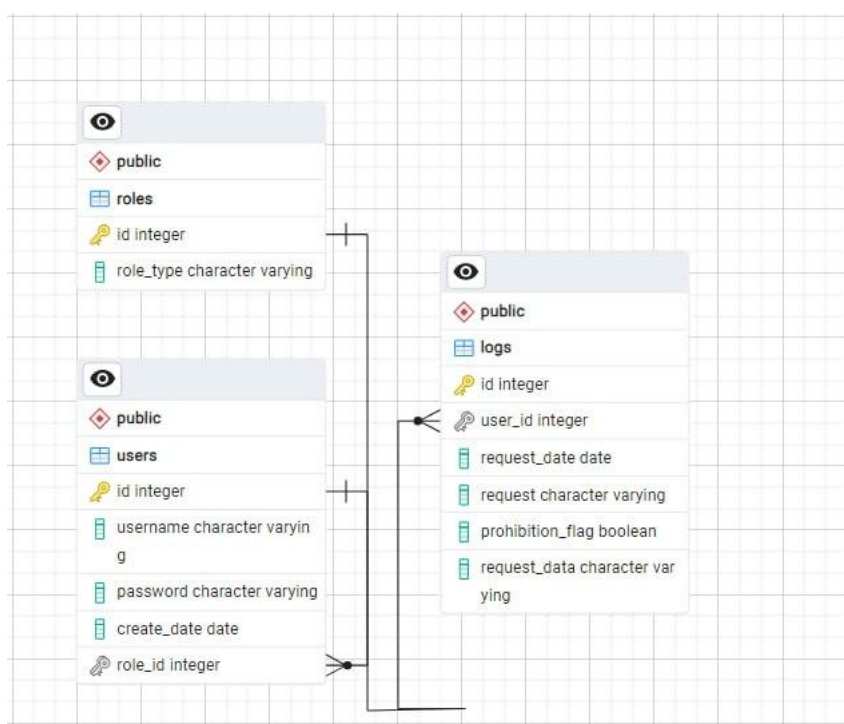 public
roles
id integer
role_type character varying
public
users
id integer
username character varyin
g
password character varying
create_date date
role_id integer
public
logs
id integer
user_id integer
request_date date
request character varying
prohibition_flag boolean
request_data character var
ying